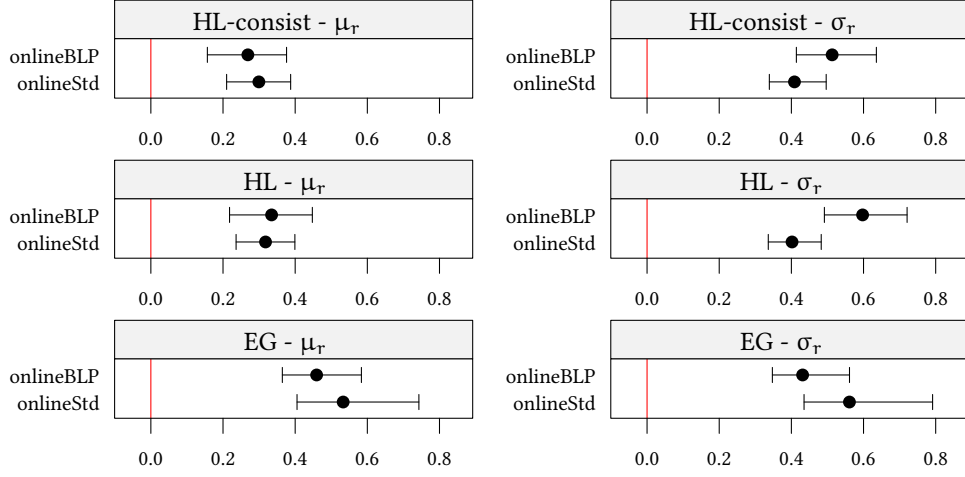 HL-consist - μr
onlineBLP
onlineStd
0.0 0.2 0.4 0.6 0.8
HL-consist - σr
onlineBLP
onlineStd
0.0 0.2 0.4 0.6 0.8
HL - μr
onlineBLP
onlineStd
0.0 0.2 0.4 0.6 0.8
HL - σr
onlineBLP
onlineStd
0.0 0.2 0.4 0.6 0.8
EG - μr
onlineBLP
onlineStd
0.0 0.2 0.4 0.6 0.8
EG - σr
onlineBLP
onlineStd
0.0 0.2 0.4 0.6 0.8